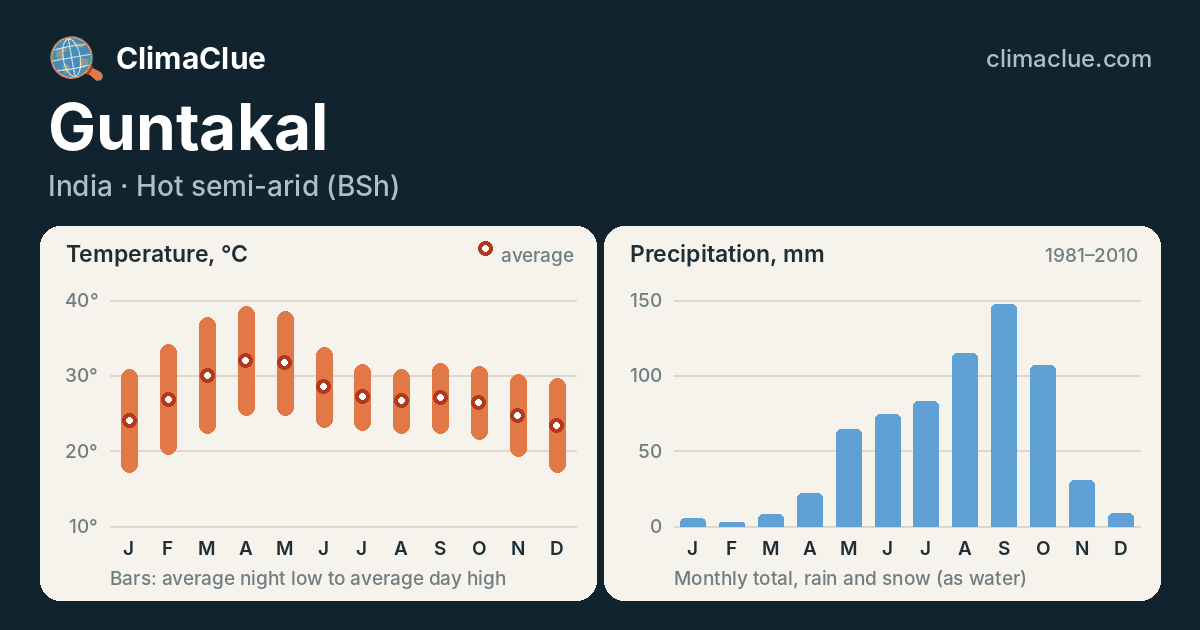 ClimaClue
climaclue.com
Guntakal
India · Hot semi-arid (BSh)
Temperature, °C
average
40°
30°
20°
10°
J F M A M J J A S O N D
Bars: average night low to average day high
Precipitation, mm
1981–2010
150
100
50
0
J F M A M J J A S O N D
Monthly total, rain and snow (as water)